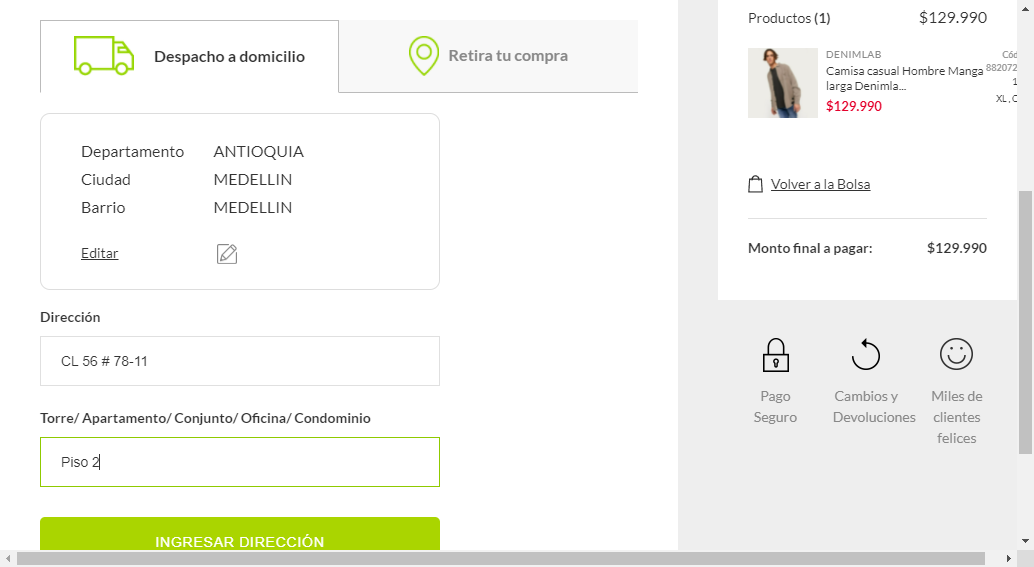 Despacho a domicilio
Retira tu compra
Departamento ANTIOQUIA
Ciudad MEDELLIN
Barrio MEDELLIN
Editar
Dirección
CL 56 # 78-11
Torre/ Apartamento/ Conjunto/ Oficina/ Condominio
Piso 2
INGRESAR DIRECCIÓN
Productos (1) $129.990
DENIMLAB
Camisa casual Hombre Manga
larga Denimla...
$129.990
Cód
882072
1
XL , C
Volver a la Bolsa
Monto final a pagar: $129.990
Pago
Seguro
Cambios y
Devoluciones
Miles de
clientes
felices